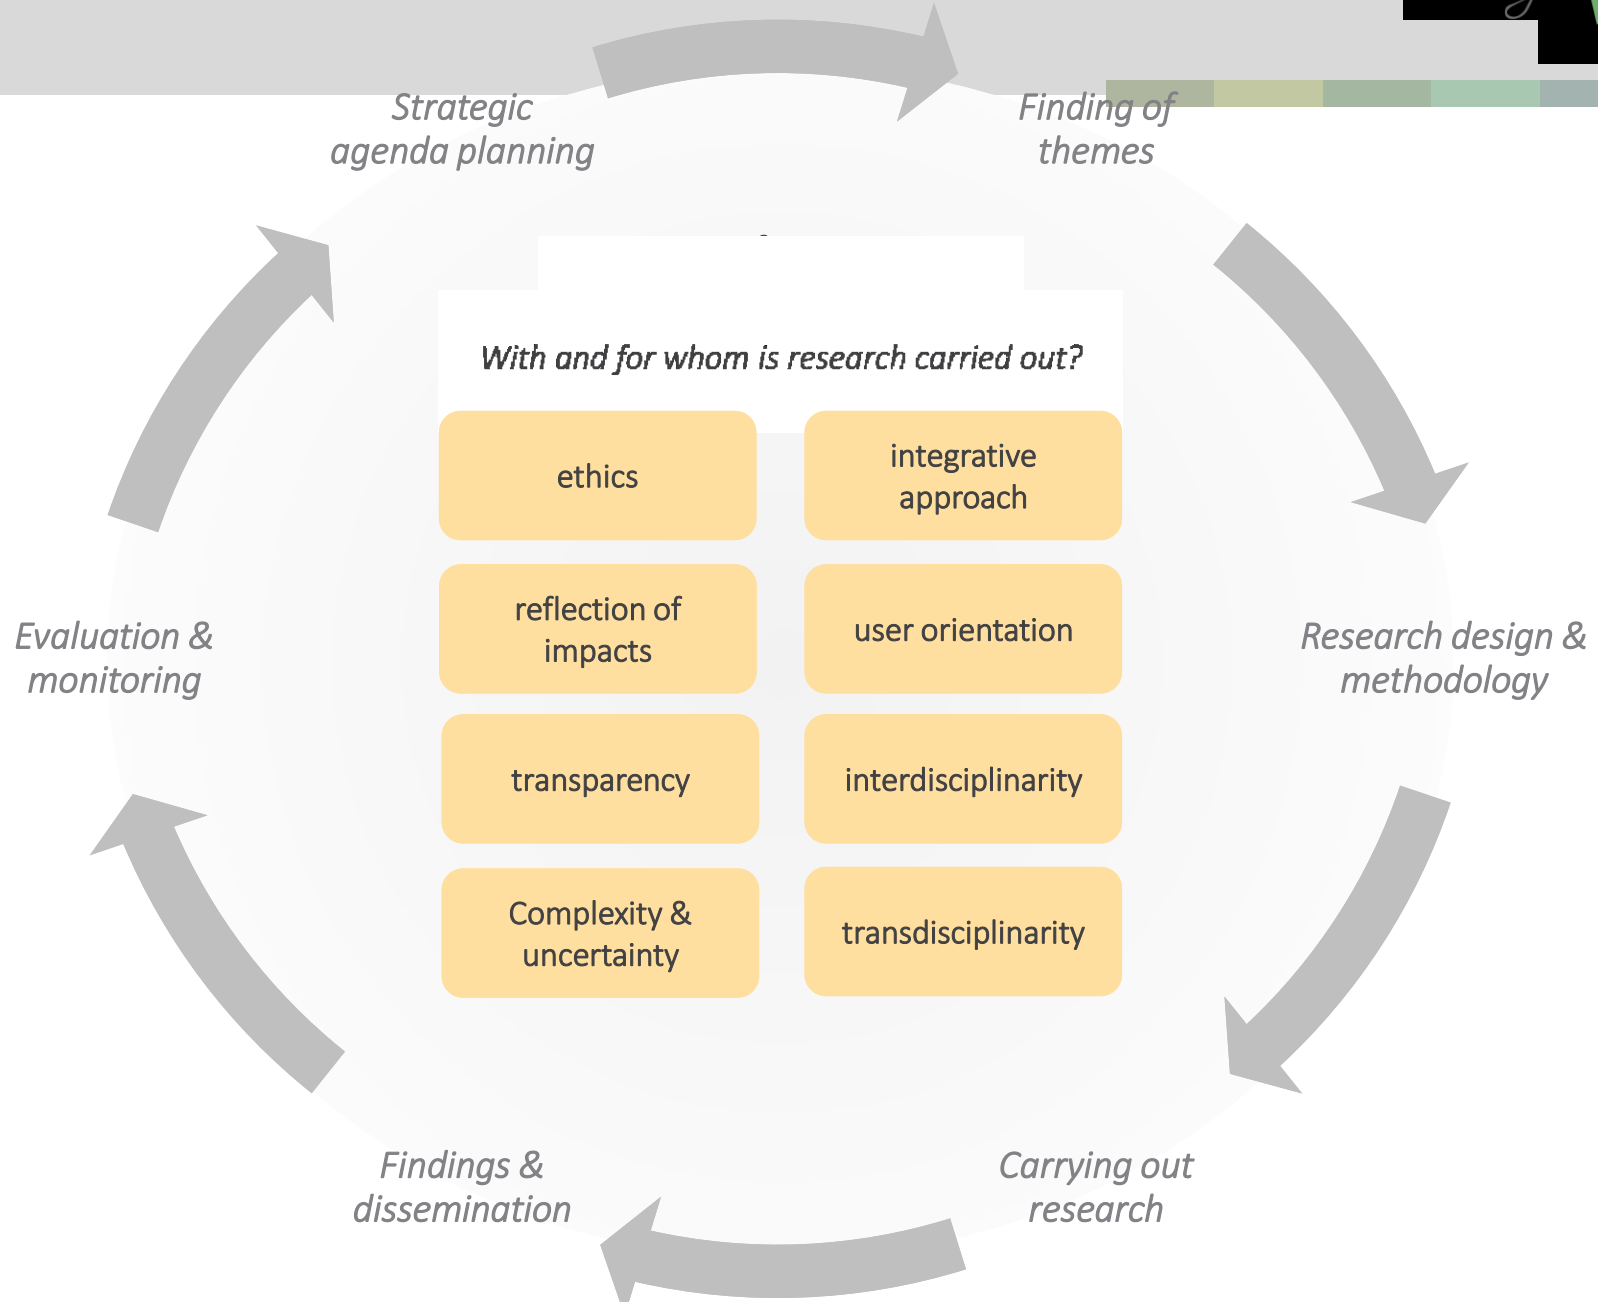 Strategic
agenda planning
Finding of
themes
With and for whom is research carried out?
ethics
integrative
approach
reflection of
impacts
user orientation
Evaluation &
monitoring
Research design &
methodology
transparency
interdisciplinarity
Complexity &
uncertainty
transdisciplinarity
Findings &
dissemination
Carrying out
research